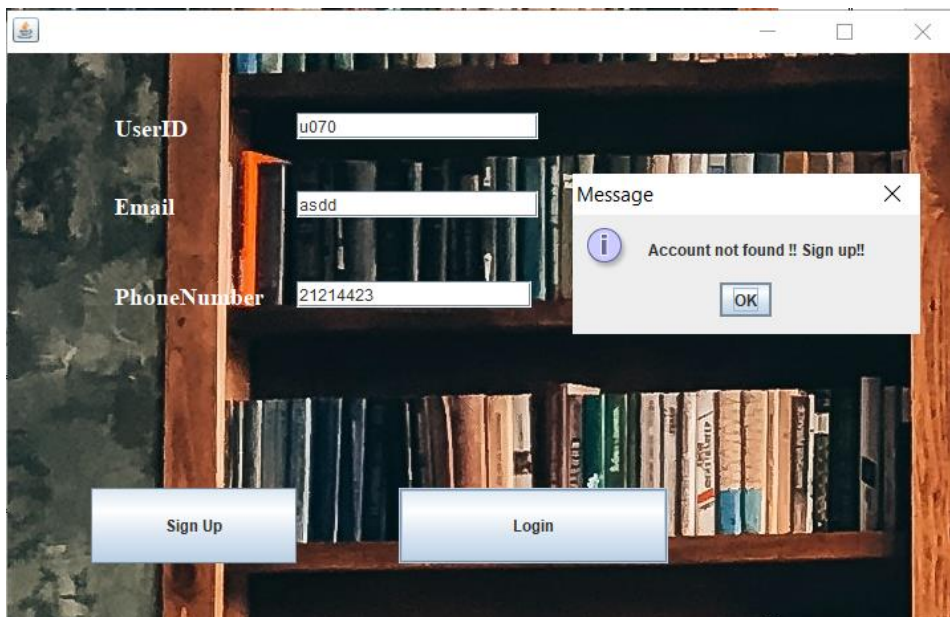 UserID
u070
Email
asdd
PhoneNumber
21214423
Message
Account not found !! Sign up!!
OK
Sign Up
Login